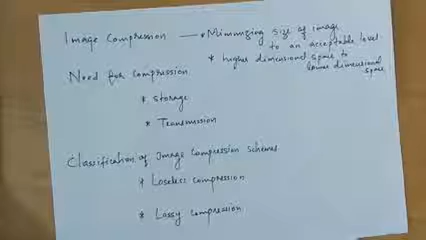 Image Compression — * Minimizing size of image
to an acceptable level
* higher dimensional space to
lower dimensional
space
Need for compression
* Storage
* Transmission
Classification of Image Compression schemes
* Loseless compression
* Lossy compression